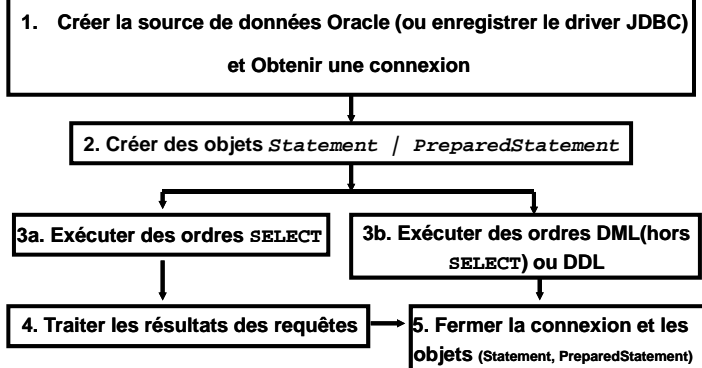 1. Créer la source de données Oracle (ou enregistrer le driver JDBC)
et Obtenir une connexion
2. Créer des objets Statement | PreparedStatement
3a. Exécuter des ordres SELECT
3b. Exécuter des ordres DML(hors
SELECT) ou DDL
4. Traiter les résultats des requêtes
5. Fermer la connexion et les
objets (Statement, PreparedStatement)